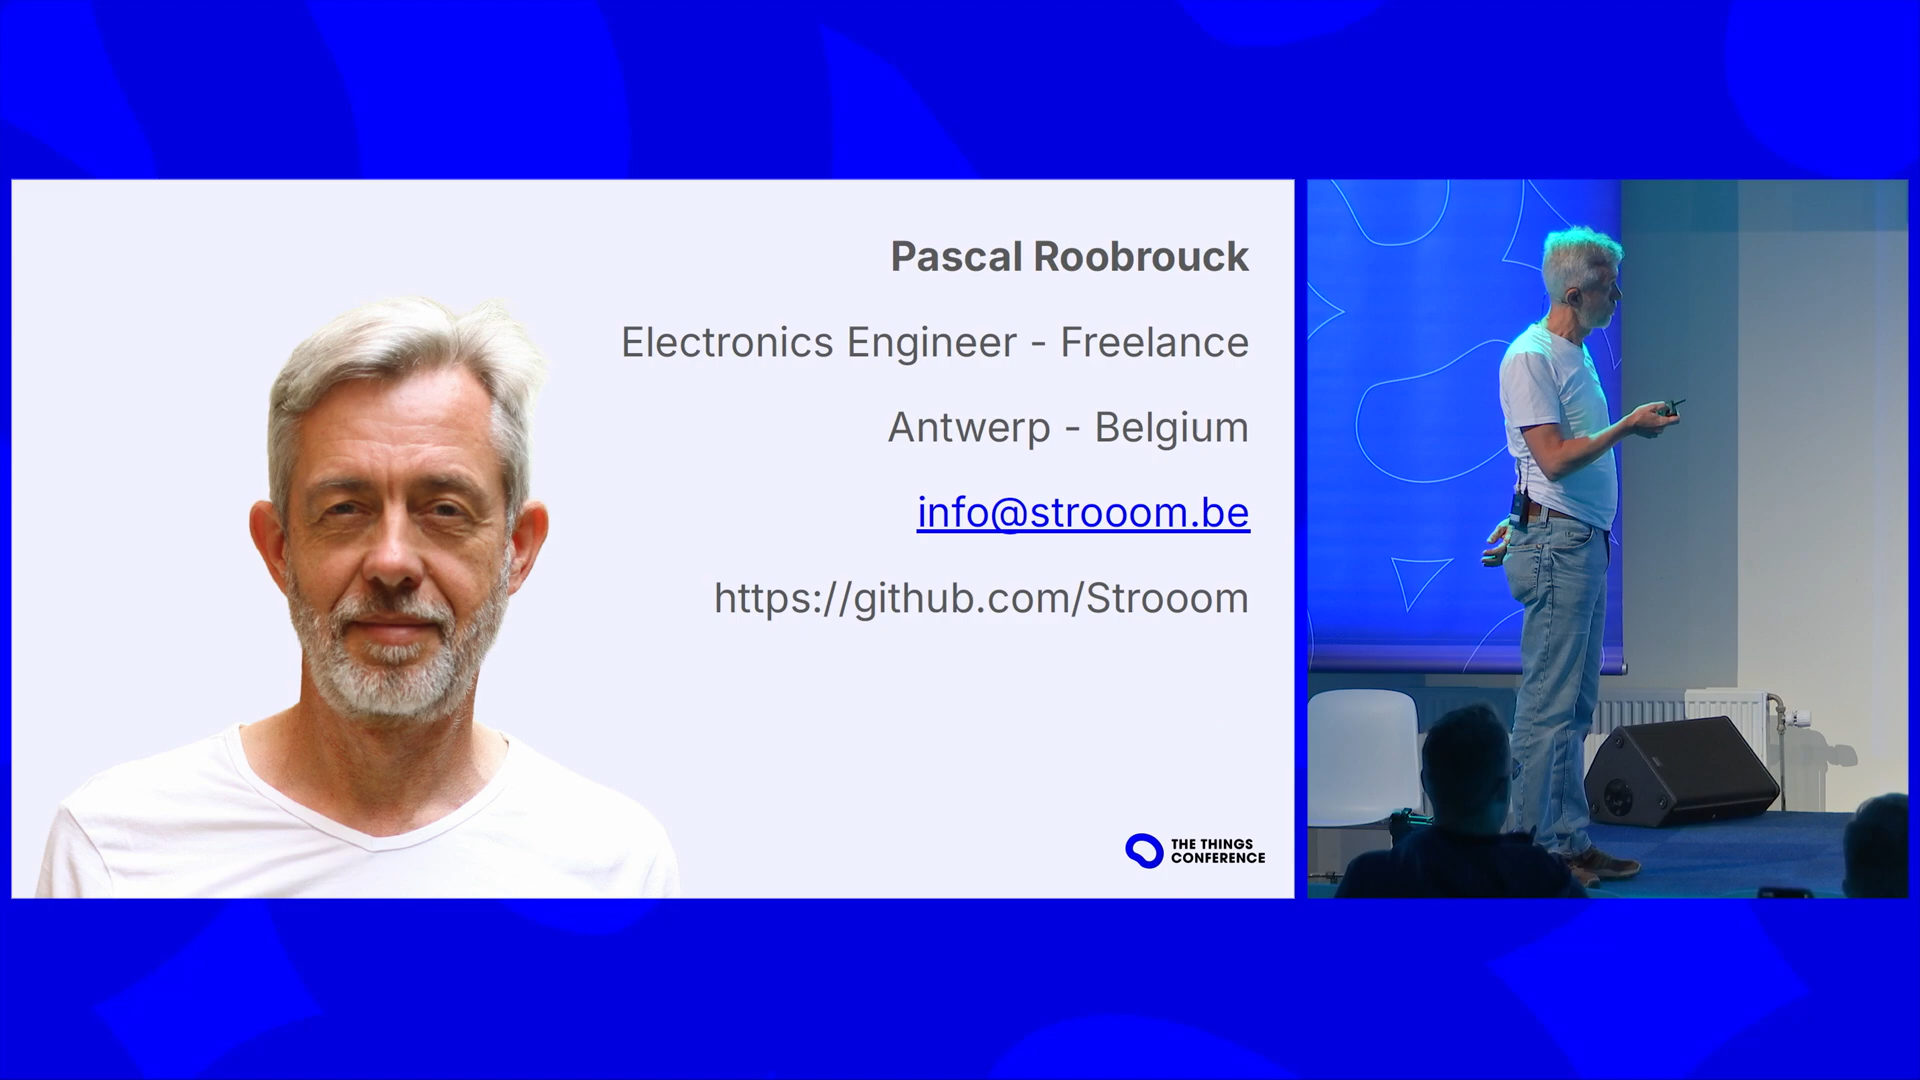 Pascal Roobrouck
Electronics Engineer - Freelance
Antwerp - Belgium
info@strooom.be
https://github.com/Strooom
THE THINGS
CONFERENCE